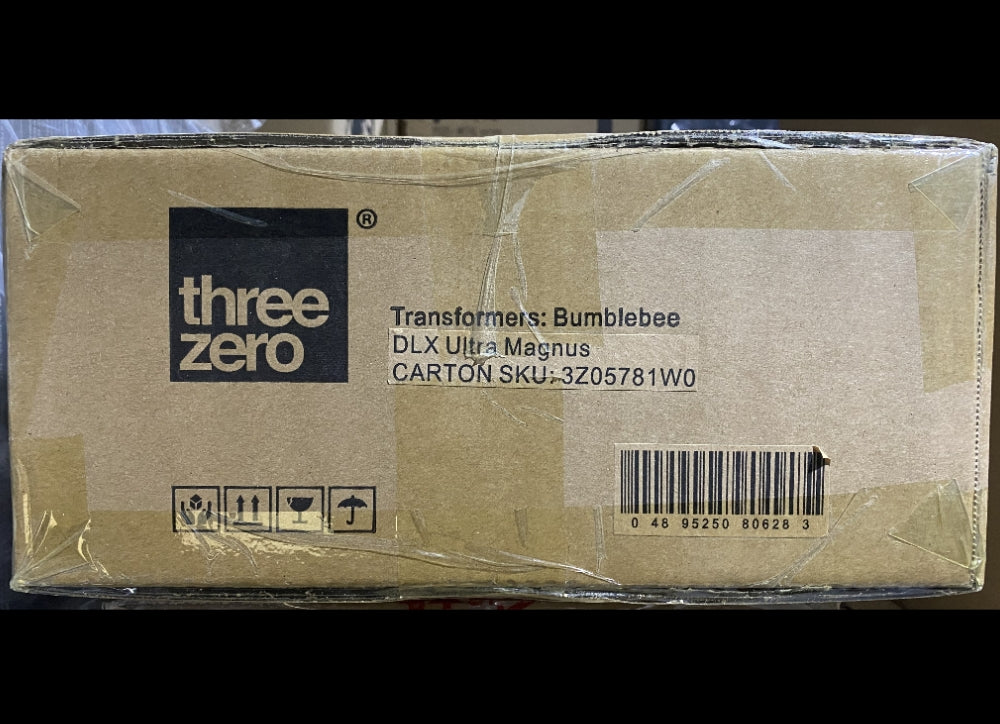 three
zero
®
Transformers: Bumblebee
DLX Ultra Magnus
CARTON SKU: 3Z05781W0
0 48 95250 80628 3